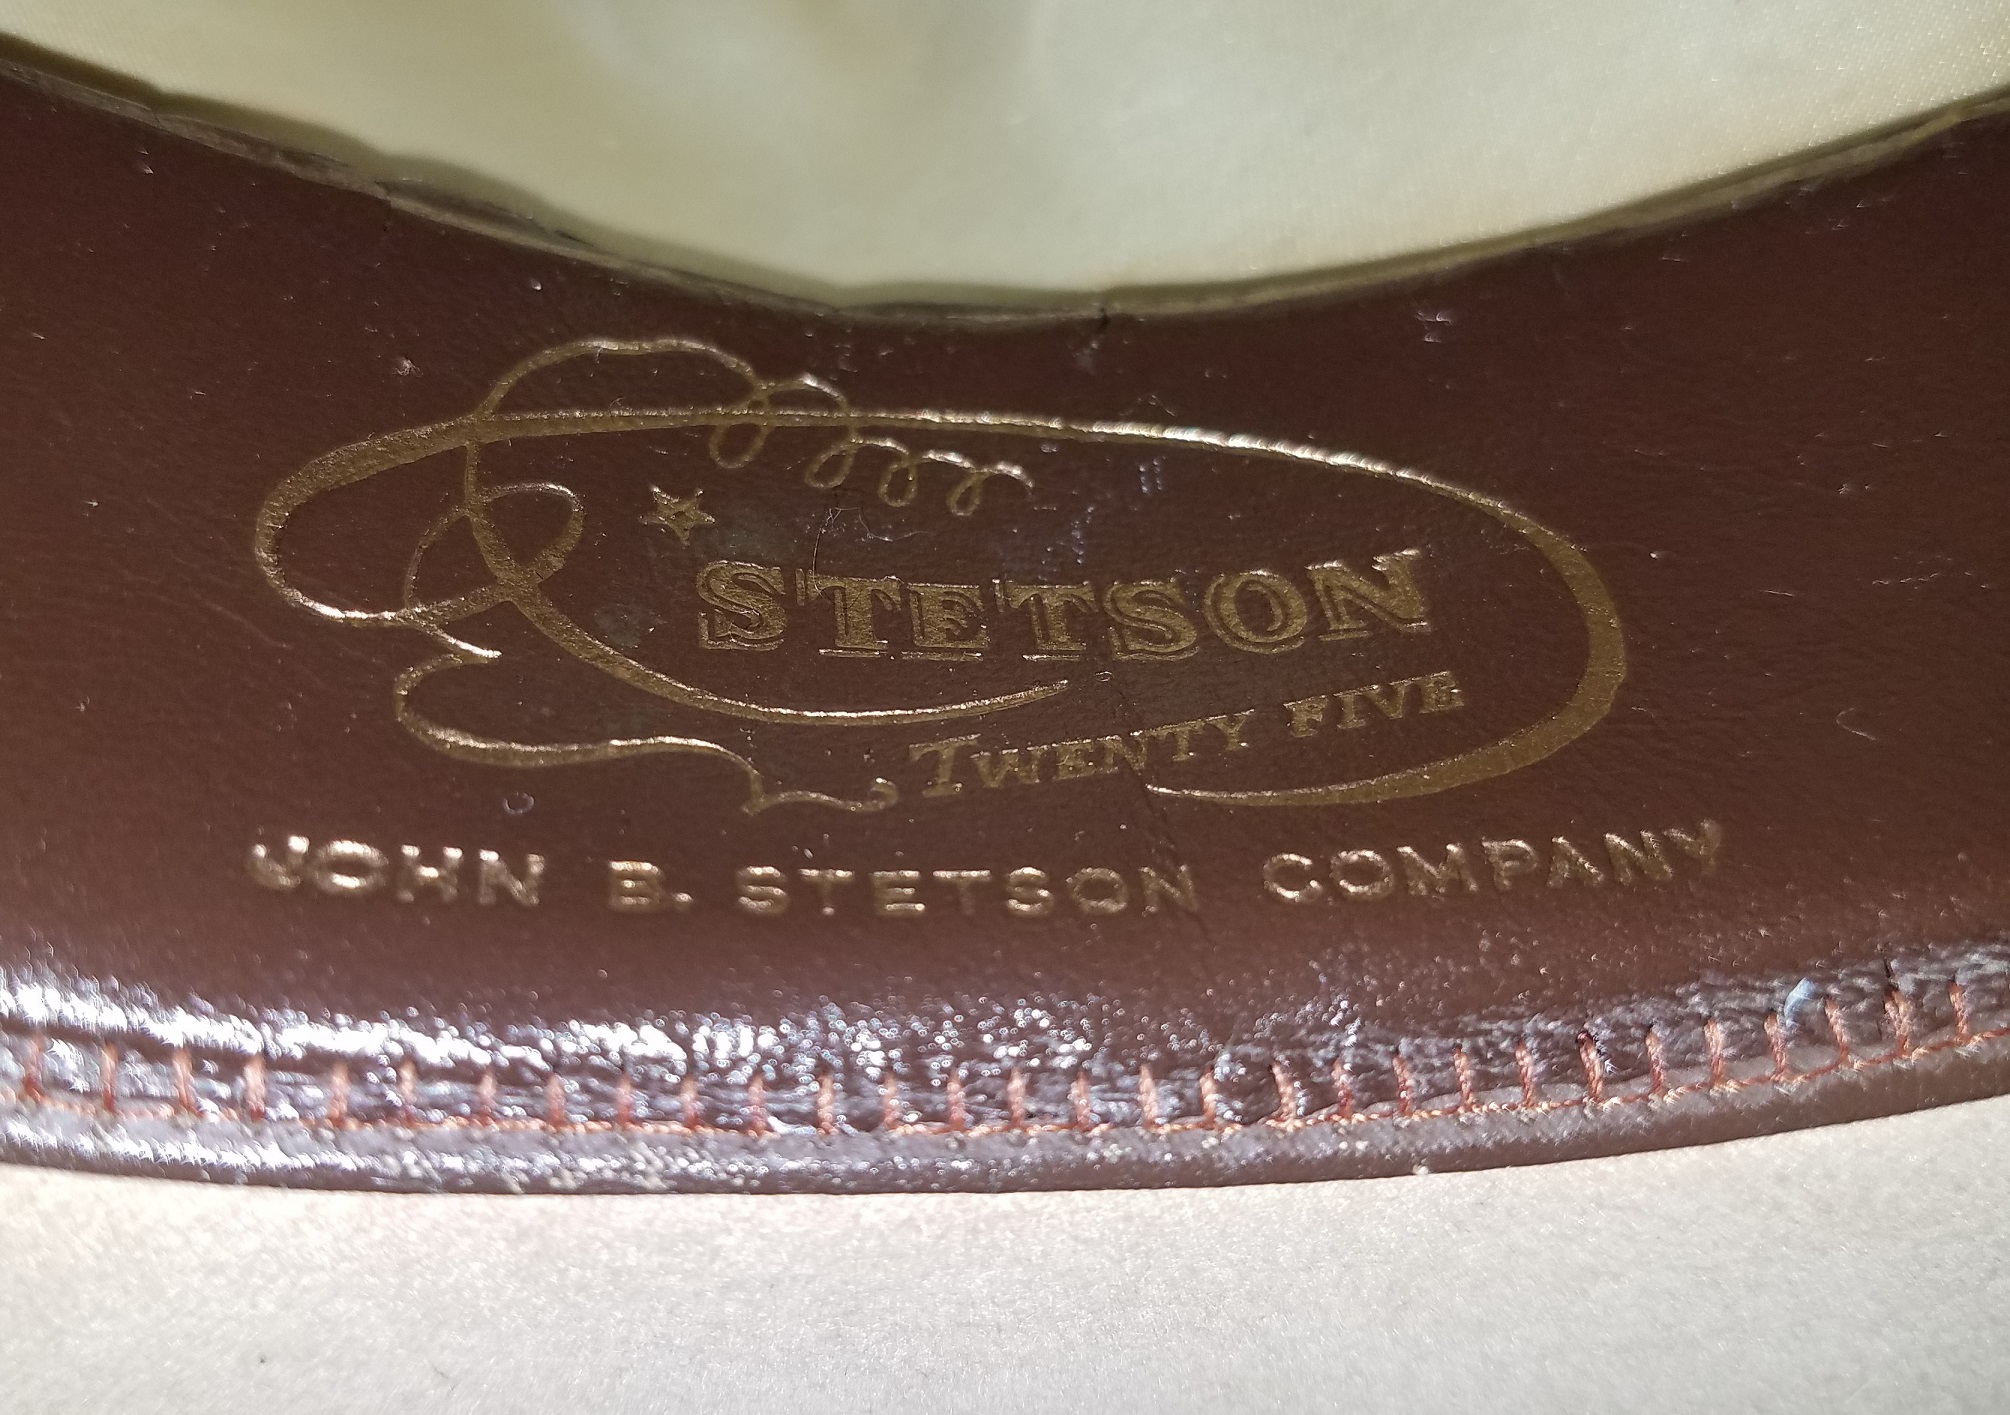 STETSON
TWENTY FIVE
JOHN B. STETSON COMPANY